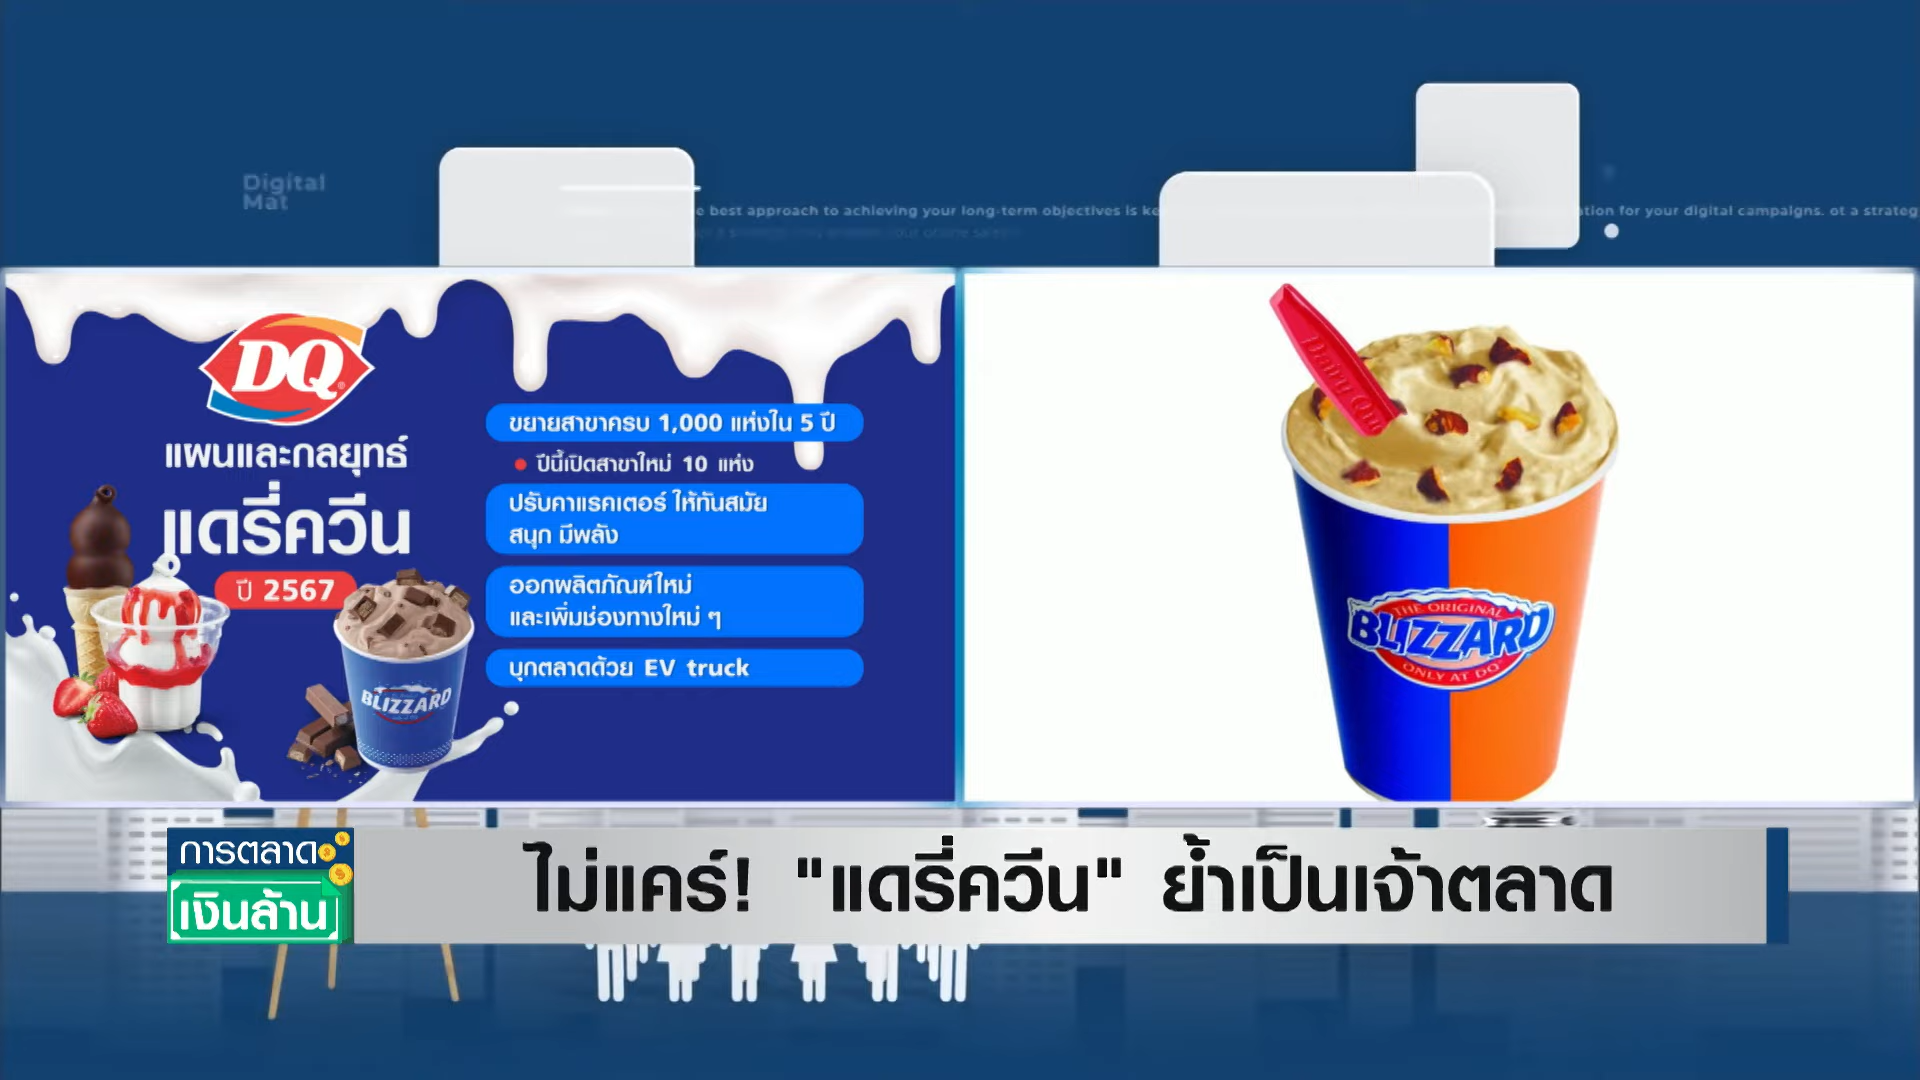 Digital
Mat
e best approach to achieving your long-term objectives is ke
ation for your digital campaigns. ot a strateg
DQ
แผนและกลยุทธ์
แดรี่ควีน
ปี 2567
BLIZZARD
ขยายสาขาครบ 1,000 แห่งใน 5 ปี
ปีนี้เปิดสาขาใหม่ 10 แห่ง
ปรับคาแรคเตอร์ ให้ทันสมัย
สนุก มีพลัง
ออกผลิตภัณฑ์ใหม่
และเพิ่มช่องทางใหม่ ๆ
บุกตลาดด้วย EV truck
Dairy Qu
THE ORIGINAL
BLIZZARD
ONLY AT DQ
การตลาด
เงินล้าน
ไม่แคร์! "แดรี่ควีน" ย้ำเป็นเจ้าตลาด